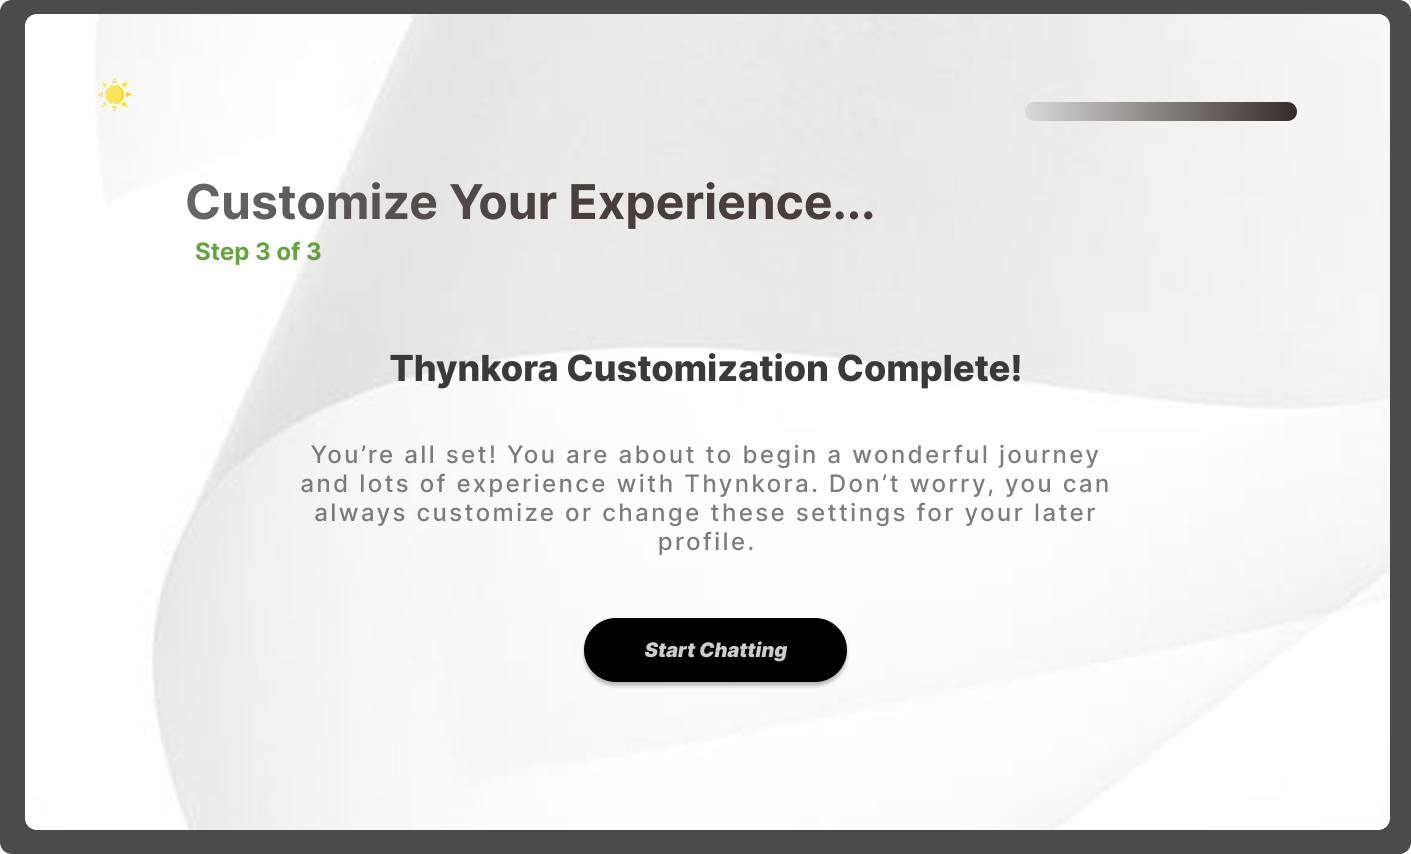 Customize Your Experience...
Step 3 of 3
Thynkora Customization Complete!
You’re all set! You are about to begin a wonderful journey
and lots of experience with Thynkora. Don’t worry, you can
always customize or change these settings for your later
profile.
Start Chatting